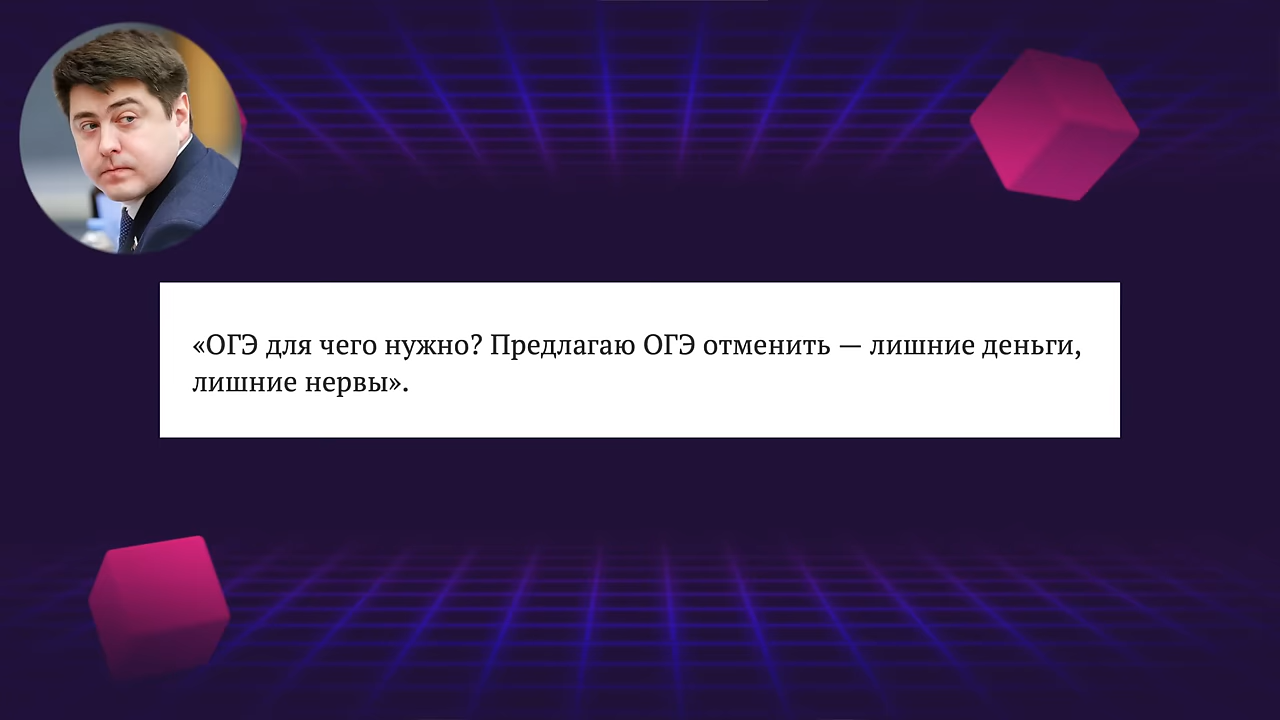 «ОГЭ для чего нужно? Предлагаю ОГЭ отменить — лишние деньги,
лишние нервы».